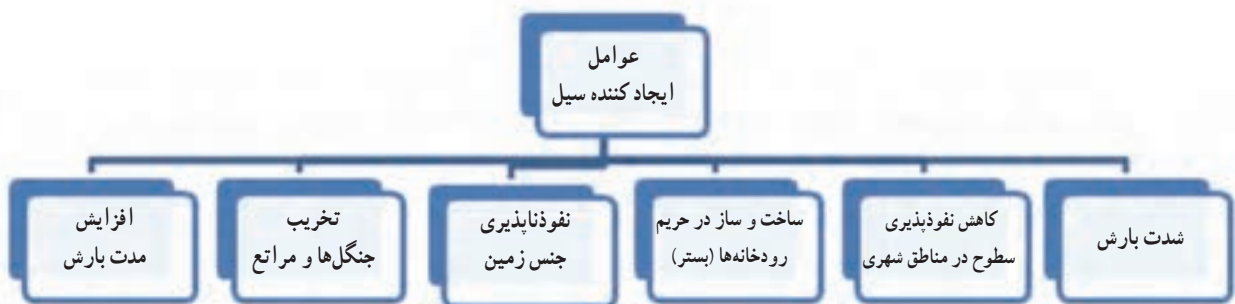 عوامل
ایجاد کننده سیل
شدت بارش
کاهش نفوذپذیری
سطوح در مناطق شهری
ساخت و ساز در حریم
رودخانه‌ها (بستر)
نفوذناپذیری
جنس زمین
تخریب
جنگل‌ها و مراتع
افزایش
مدت بارش